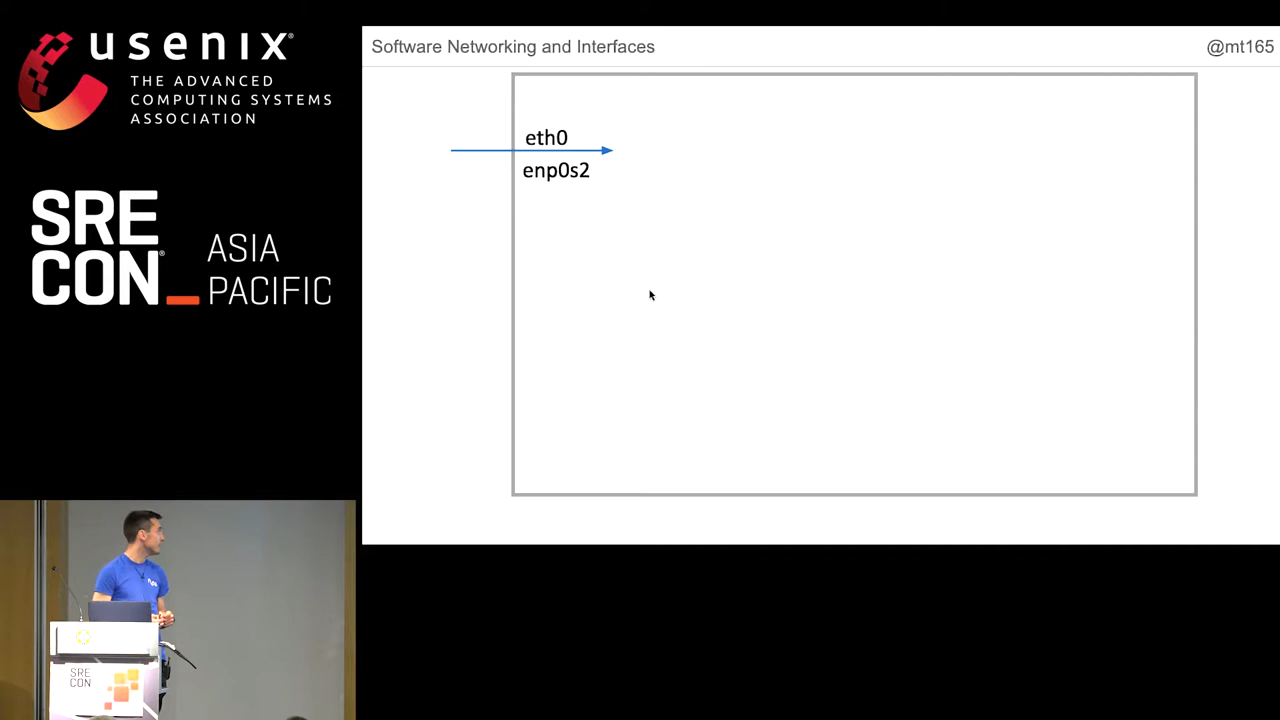 usenix®
THE ADVANCED
COMPUTING SYSTEMS
ASSOCIATION
SRE
CON®
ASIA
PACIFIC
Software Networking and Interfaces
@mt165
eth0
enp0s2
SRE
CON